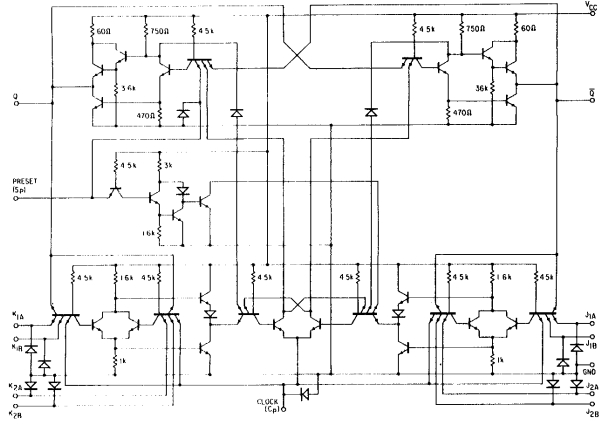 VCC
60Ω 750Ω 4.5k 4.5k 750Ω 60Ω
3.6k 36k
Q Q̅
470Ω 470Ω
4.5k 3k
PRESET
(Sp)
1.6k
4.5k 1.6k 4.5k 4.5k 4.5k 4.5k 1.6k 4.5k
K1A J1A
K1B J1B
1k 1k
GND
K2A J2A
CLOCK
(Cp)
K2B J2B